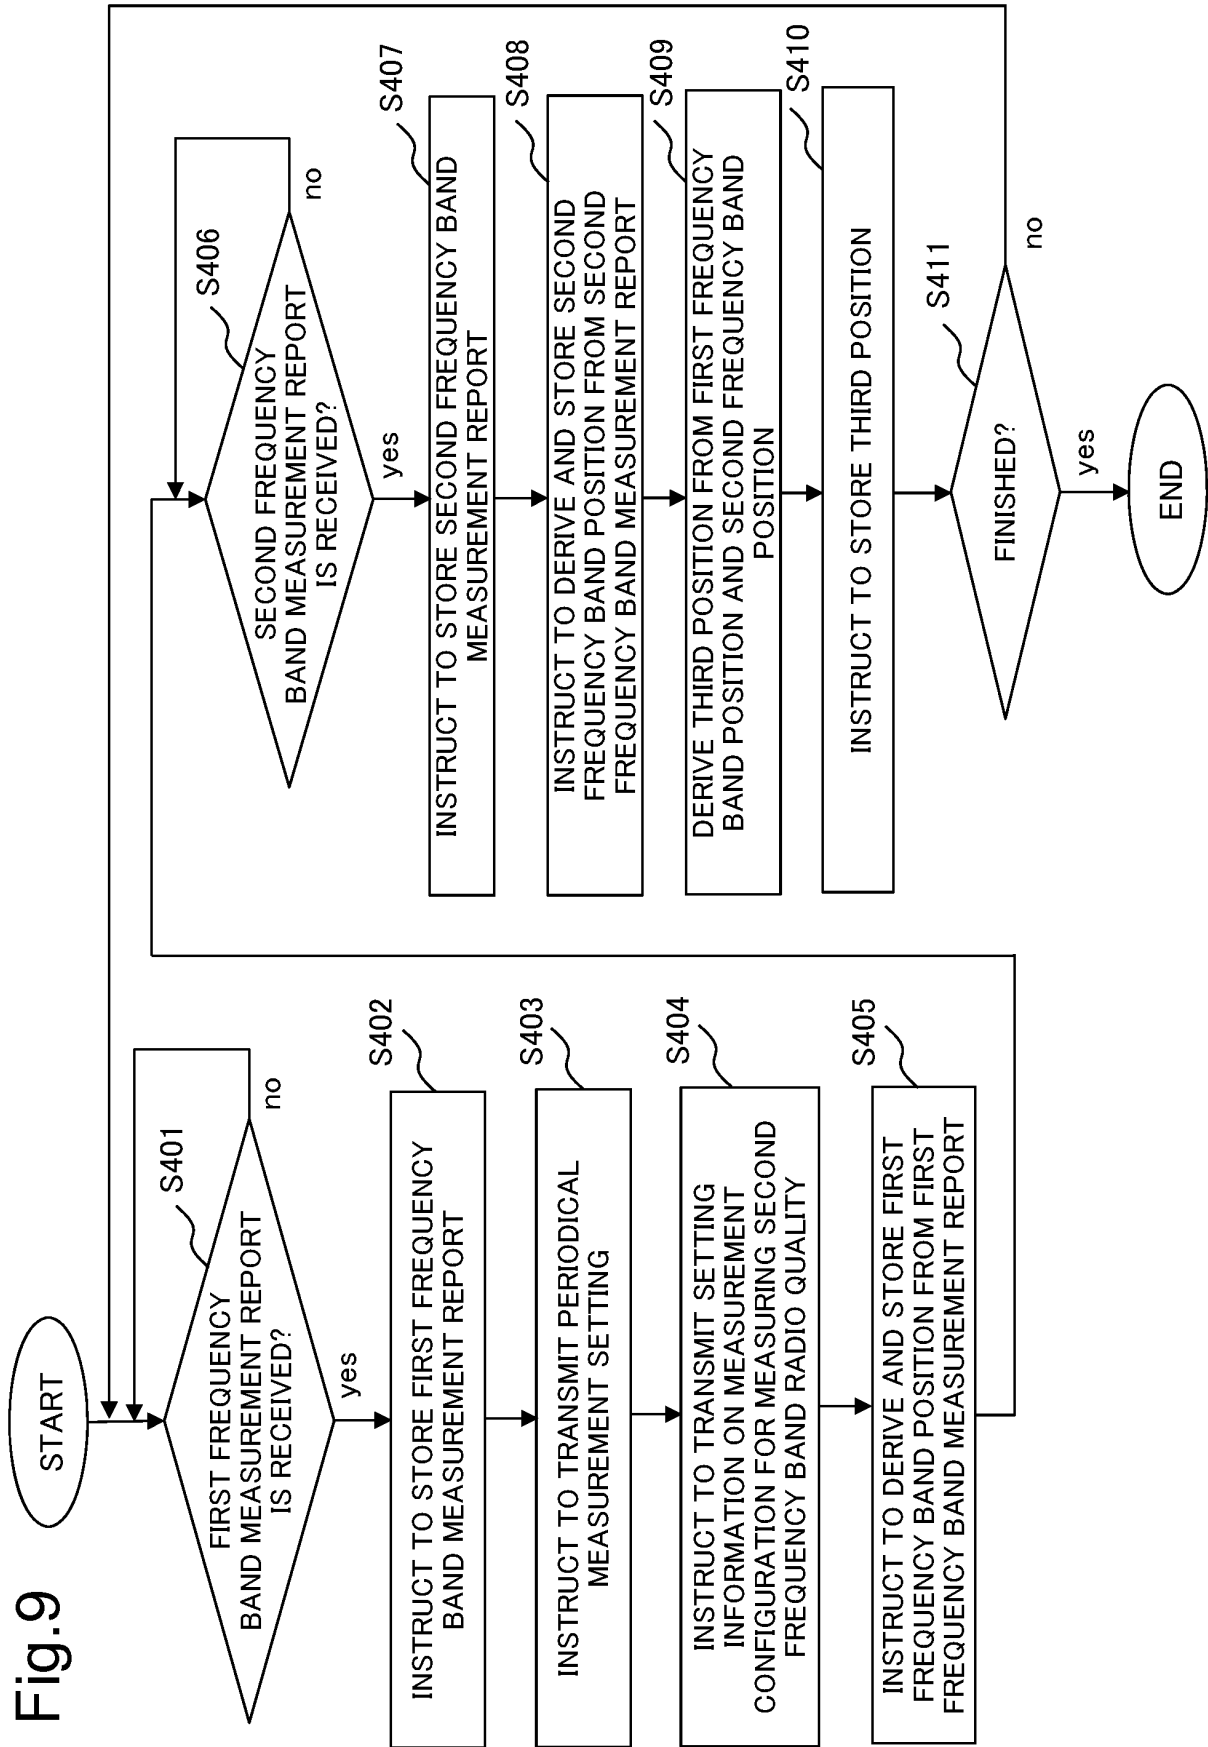 Fig.9
START
FIRST FREQUENCY
BAND MEASUREMENT REPORT
IS RECEIVED?
S401
no
yes
INSTRUCT TO STORE FIRST FREQUENCY
BAND MEASUREMENT REPORT
S402
INSTRUCT TO TRANSMIT PERIODICAL
MEASUREMENT SETTING
S403
INSTRUCT TO TRANSMIT SETTING
INFORMATION ON MEASUREMENT
CONFIGURATION FOR MEASURING SECOND
FREQUENCY BAND RADIO QUALITY
S404
INSTRUCT TO DERIVE AND STORE FIRST
FREQUENCY BAND POSITION FROM FIRST
FREQUENCY BAND MEASUREMENT REPORT
S405
SECOND FREQUENCY
BAND MEASUREMENT REPORT
IS RECEIVED?
S406
no
yes
INSTRUCT TO STORE SECOND FREQUENCY BAND
MEASUREMENT REPORT
S407
INSTRUCT TO DERIVE AND STORE SECOND
FREQUENCY BAND POSITION FROM SECOND
FREQUENCY BAND MEASUREMENT REPORT
S408
DERIVE THIRD POSITION FROM FIRST FREQUENCY
BAND POSITION AND SECOND FREQUENCY BAND
POSITION
S409
INSTRUCT TO STORE THIRD POSITION
S410
FINISHED?
S411
no
yes
END